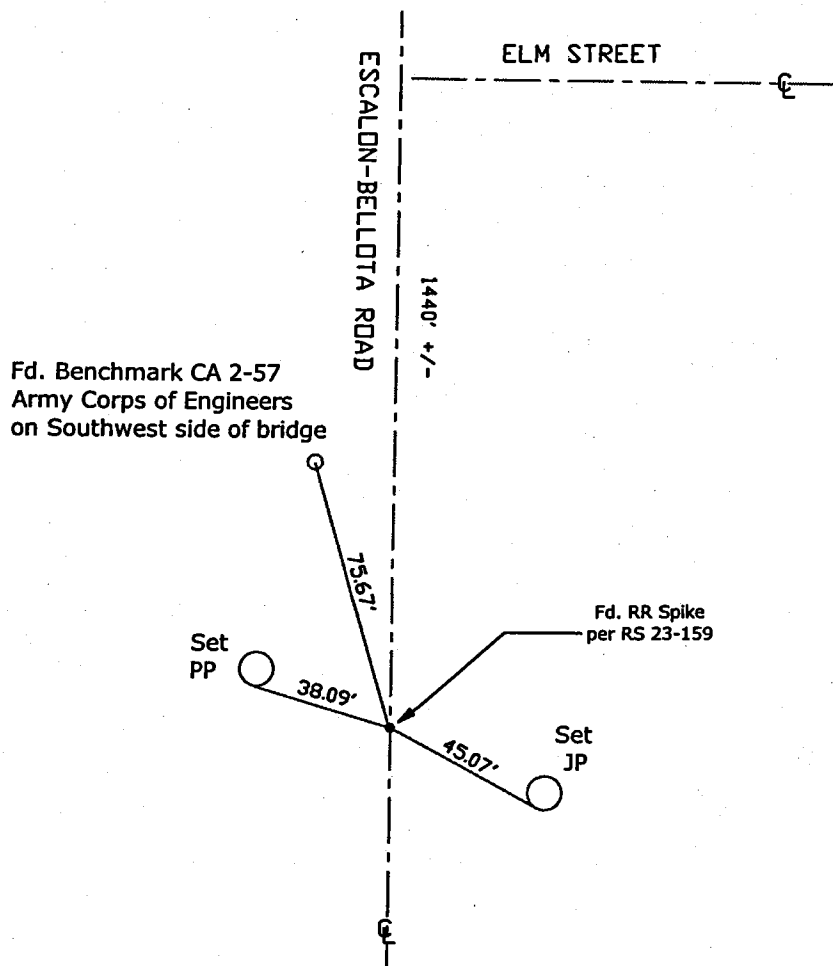 ELM STREET
℄
ESCALON-BELLOTA ROAD
1440' +/-
Fd. Benchmark CA 2-57
Army Corps of Engineers
on Southwest side of bridge
75.67'
Fd. RR Spike
per RS 23-159
Set
PP
38.09'
45.07'
Set
JP
℄